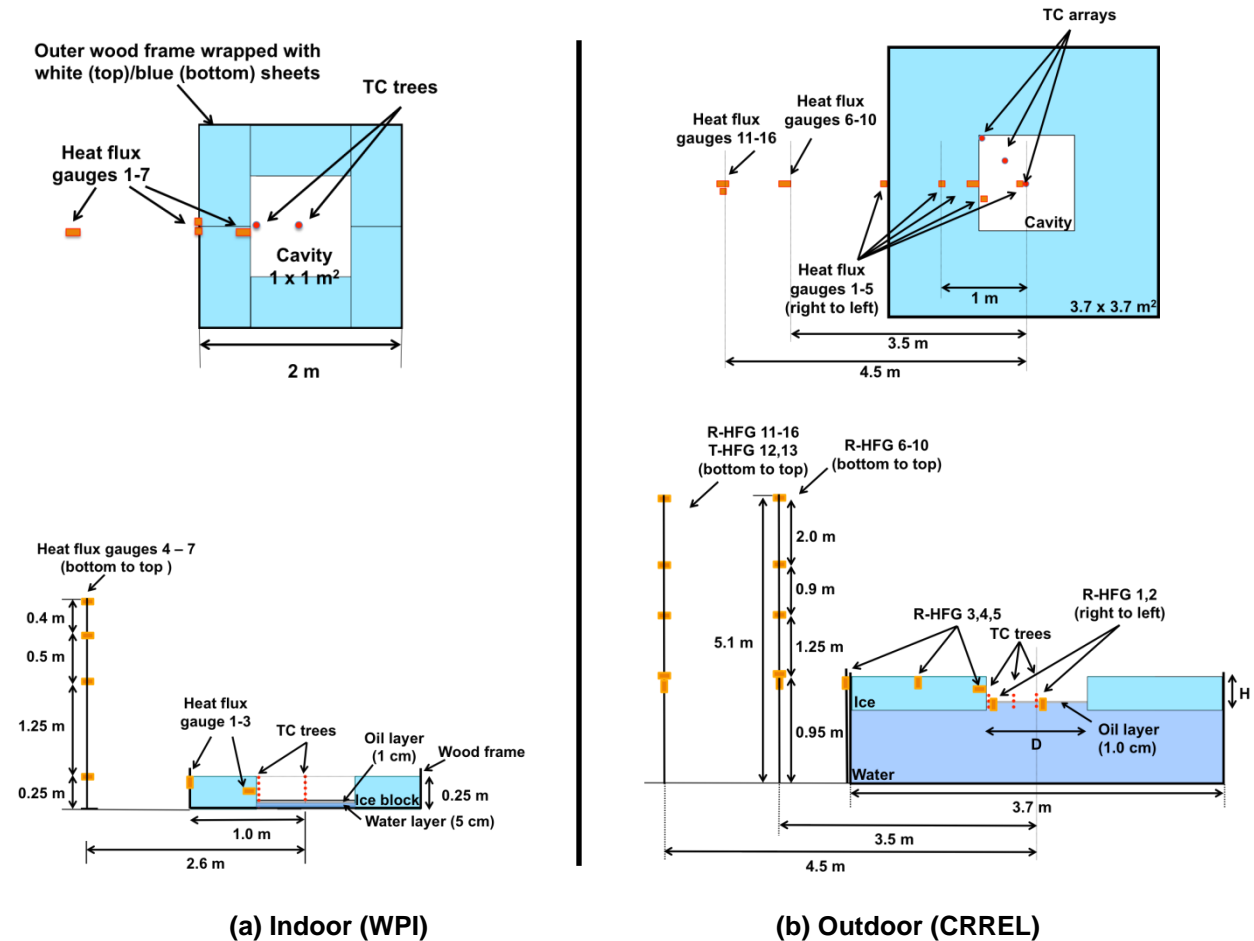 Outer wood frame wrapped with
white (top)/blue (bottom) sheets
TC trees
Heat flux
gauges 1-7
Cavity
1 x 1 m²
2 m
Heat flux gauges 4 – 7
(bottom to top )
0.4 m
0.5 m
1.25 m
0.25 m
Heat flux
gauge 1-3
TC trees
Oil layer
(1 cm)
Wood frame
Ice block
0.25 m
Water layer (5 cm)
1.0 m
2.6 m
(a) Indoor (WPI)
TC arrays
Heat flux
gauges 6-10
Heat flux
gauges 11-16
Cavity
Heat flux
gauges 1-5
(right to left)
1 m
3.7 x 3.7 m²
3.5 m
4.5 m
R-HFG 11-16
T-HFG 12,13
(bottom to top)
R-HFG 6-10
(bottom to top)
2.0 m
0.9 m
5.1 m
1.25 m
0.95 m
R-HFG 3,4,5
TC trees
R-HFG 1,2
(right to left)
Ice
H
D
Oil layer
(1.0 cm)
Water
3.7 m
3.5 m
4.5 m
(b) Outdoor (CRREL)